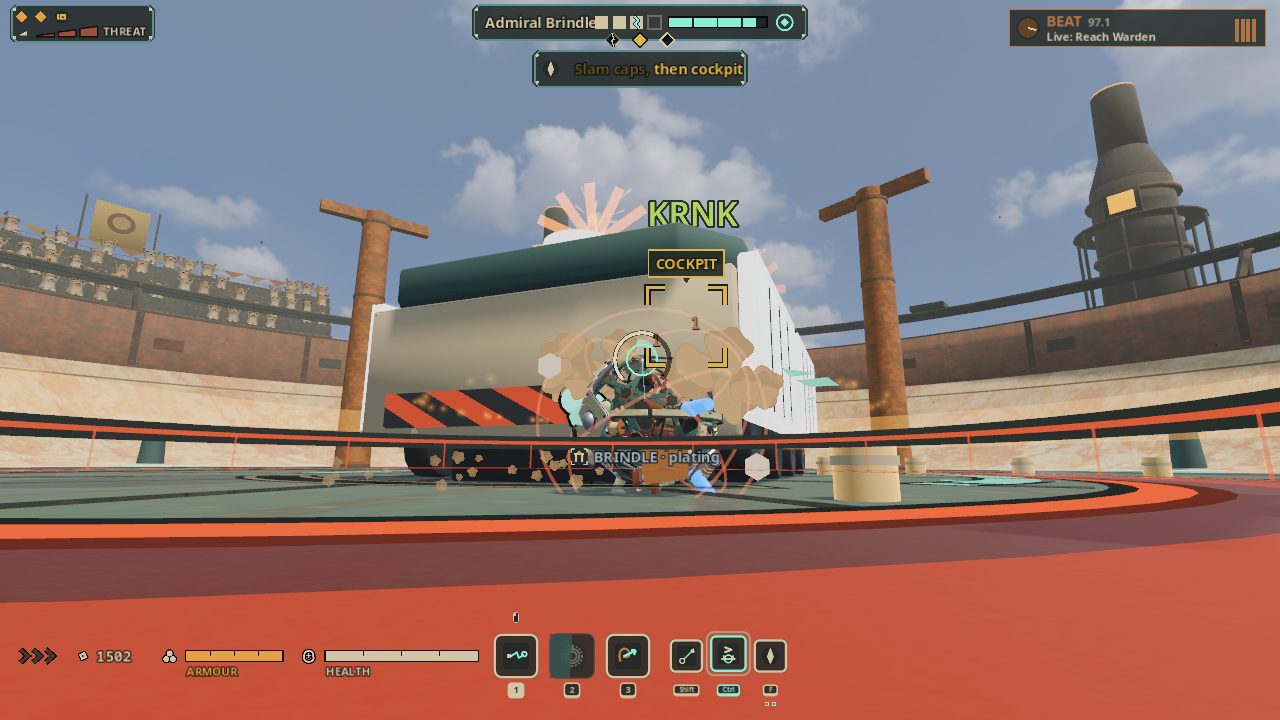 THREAT
Admiral Brindle
BEAT 97.1
Live: Reach Warden
Slam caps, then cockpit
KRNK
COCKPIT
1
BRINDLE · plating
1502
ARMOUR
HEALTH
1
2
3
Shift
Ctrl
F